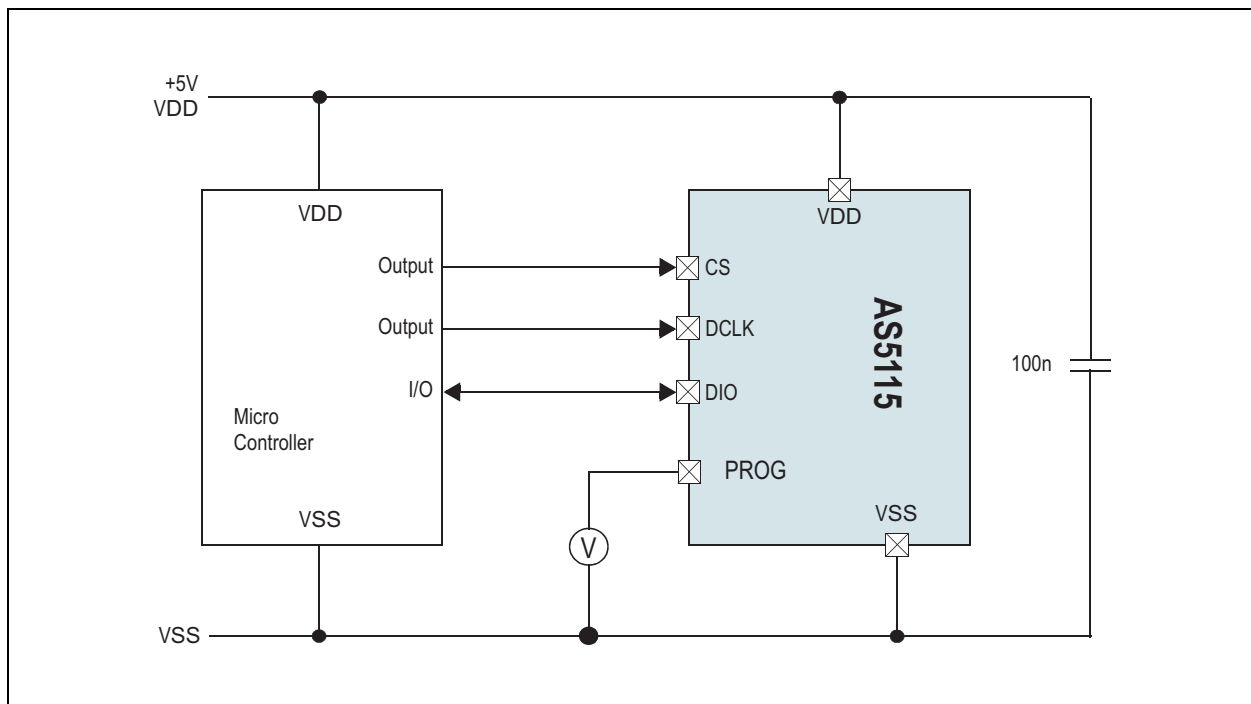 +5V
VDD
VDD
VDD
Output
CS
Output
DCLK
I/O
DIO
AS5115
100n
Micro
Controller
PROG
VSS
VSS
V
VSS